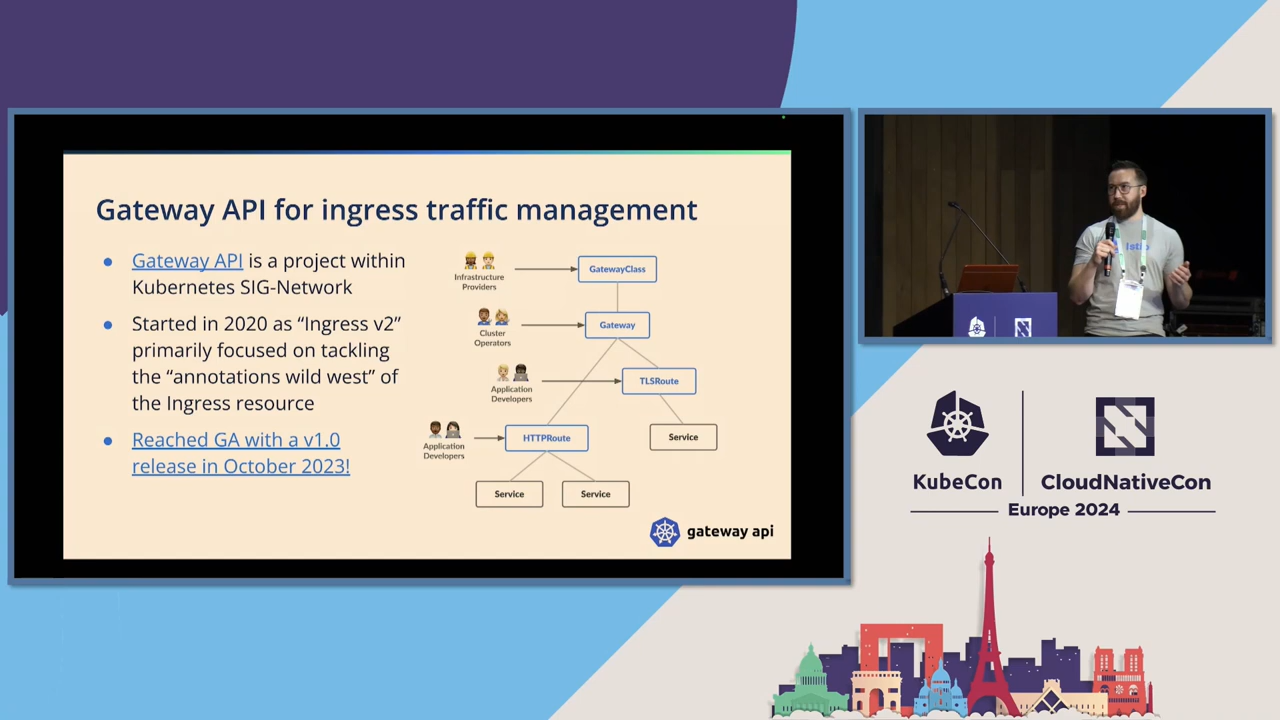 Gateway API for ingress traffic management
Gateway API is a project within
Kubernetes SIG-Network
Started in 2020 as “Ingress v2”
primarily focused on tackling
the “annotations wild west” of
the Ingress resource
Reached GA with a v1.0
release in October 2023!
Infrastructure
Providers
GatewayClass
Cluster
Operators
Gateway
Application
Developers
TLSRoute
Application
Developers
HTTPRoute
Service
Service
Service
gateway api
Istio
KubeCon
CloudNativeCon
Europe 2024